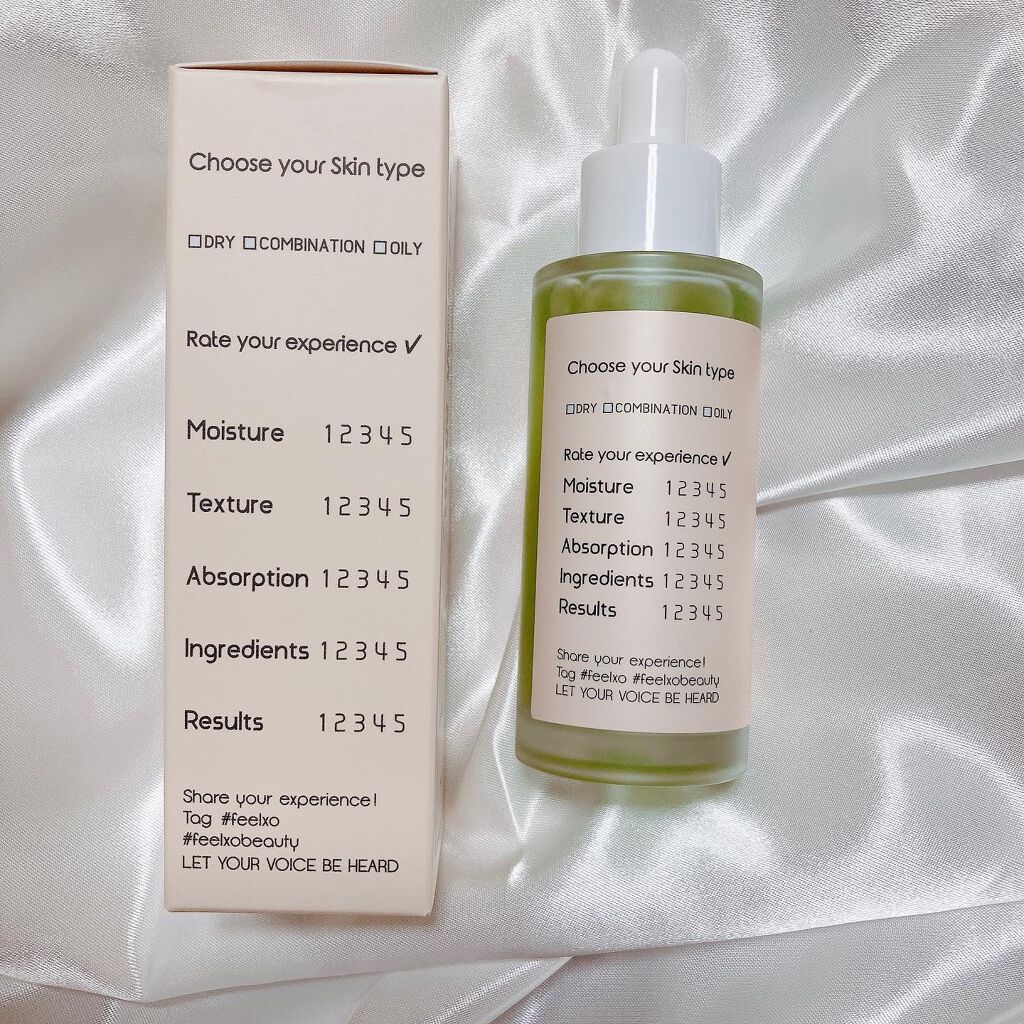 Choose your Skin type
☐DRY ☐COMBINATION ☐OILY
Rate your experience ✓
Moisture 1 2 3 4 5
Texture 1 2 3 4 5
Absorption 1 2 3 4 5
Ingredients 1 2 3 4 5
Results 1 2 3 4 5
Share your experience!
Tag #feelxo
#feelxobeauty
LET YOUR VOICE BE HEARD
Choose your Skin type
☐DRY ☐COMBINATION ☐OILY
Rate your experience ✓
Moisture 1 2 3 4 5
Texture 1 2 3 4 5
Absorption 1 2 3 4 5
Ingredients 1 2 3 4 5
Results 1 2 3 4 5
Share your experience!
Tag #feelxo #feelxobeauty
LET YOUR VOICE BE HEARD